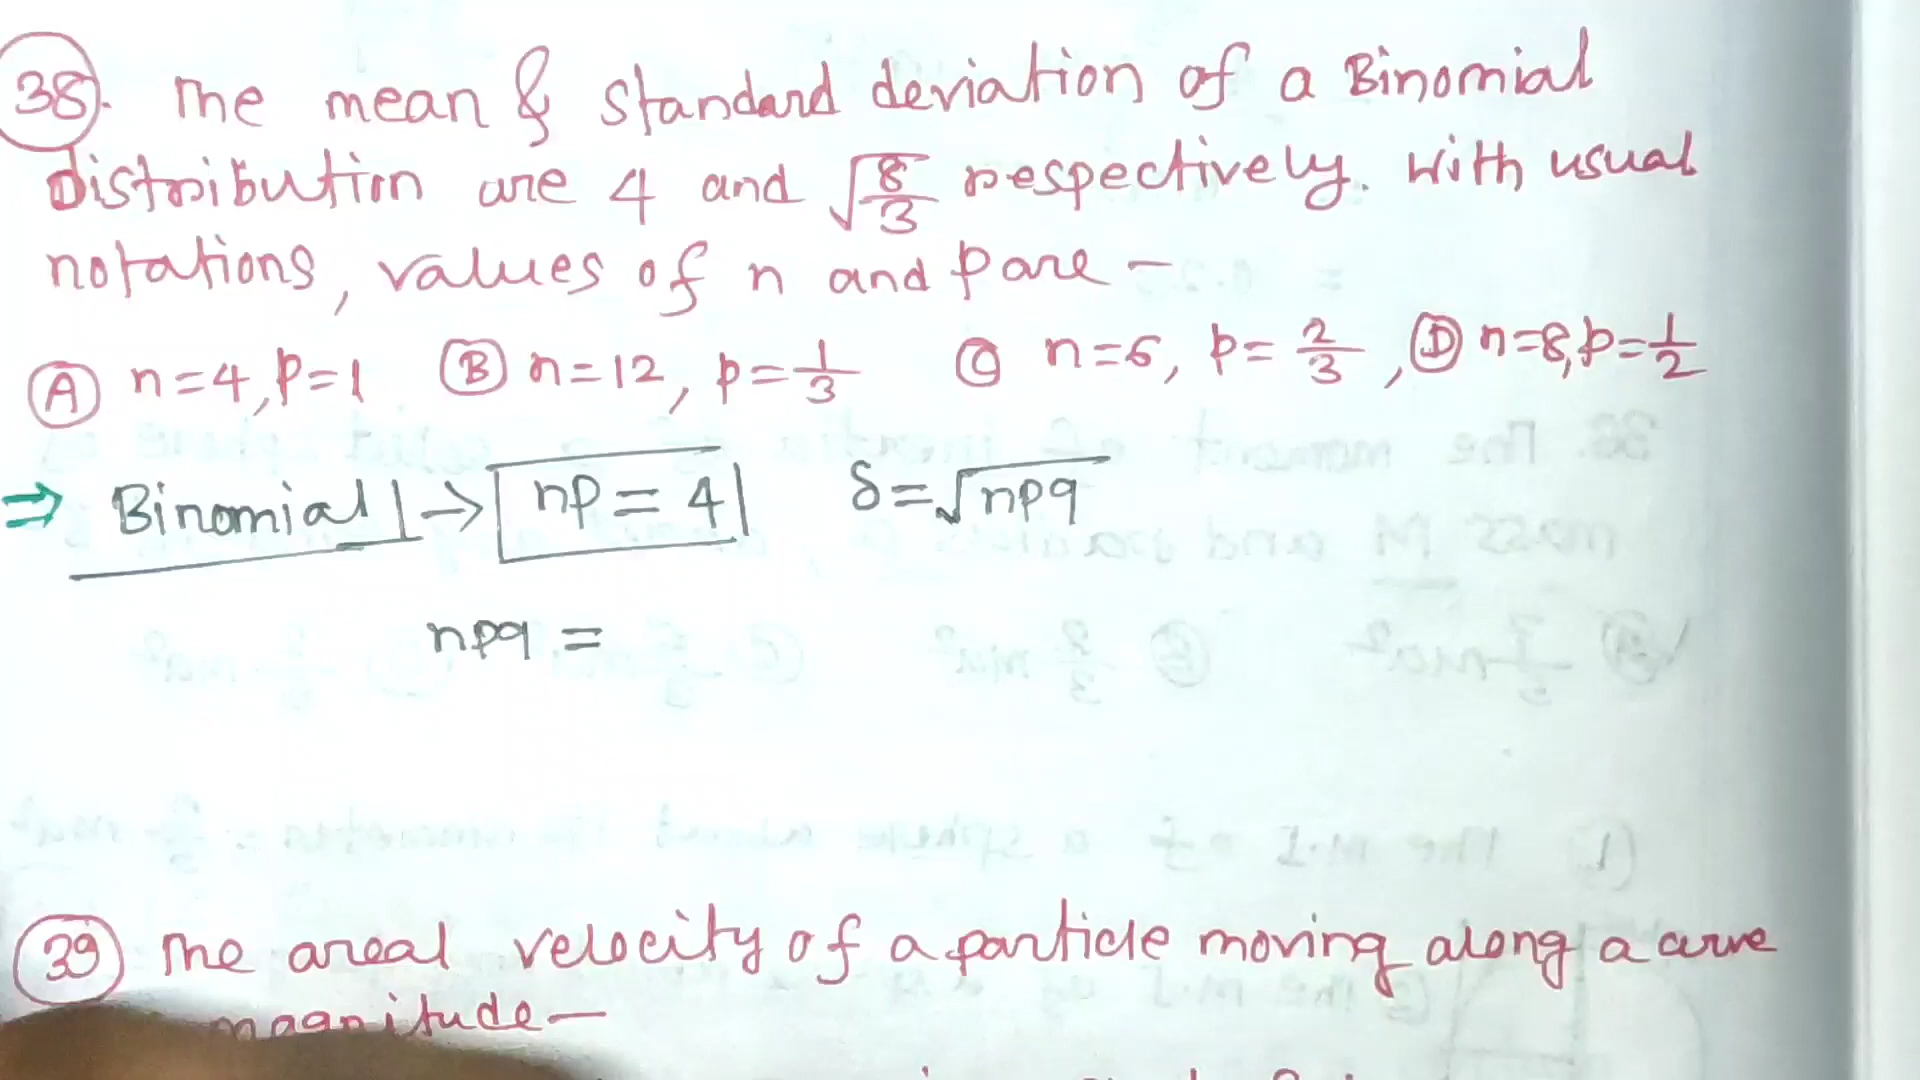 38. The mean & standard deviation of a Binomial
Distribution are 4 and √8/3 respectively. With usual
notations, values of n and p are —
(A) n=4, p=1 (B) n=12, p=1/3 (C) n=6, p=2/3, (D) n=8, p=1/2
⇒ Binomial → np = 4 δ=√npq
npq =
39 The areal velocity of a particle moving along a curve
magnitude —